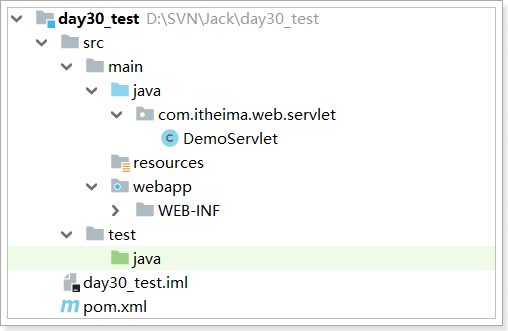 day30_test D:\SVN\Jack\day30_test
src
main
java
com.itheima.web.servlet
C DemoServlet
resources
webapp
WEB-INF
test
java
day30_test.iml
m pom.xml